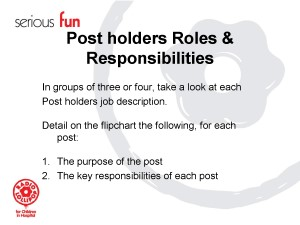 serious fun
Post holders Roles &
Responsibilities
In groups of three or four, take a look at each
Post holders job description.
Detail on the flipchart the following, for each
post:
1. The purpose of the post
2. The key responsibilities of each post
RADIO
LOLLIPOP
for Children
in Hospital